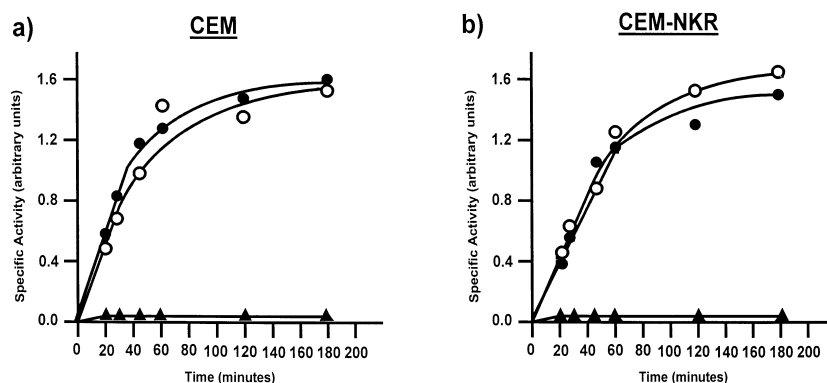 a)
CEM
Specific Activity (arbitrary units)
1.6
1.2
0.8
0.4
0.0
0 20 40 60 80 100 120 140 160 180 200
Time (minutes)
b)
CEM-NKR
Specific Activity (arbitrary units)
1.6
1.2
0.8
0.4
0.0
0 20 40 60 80 100 120 140 160 180 200
Time (minutes)